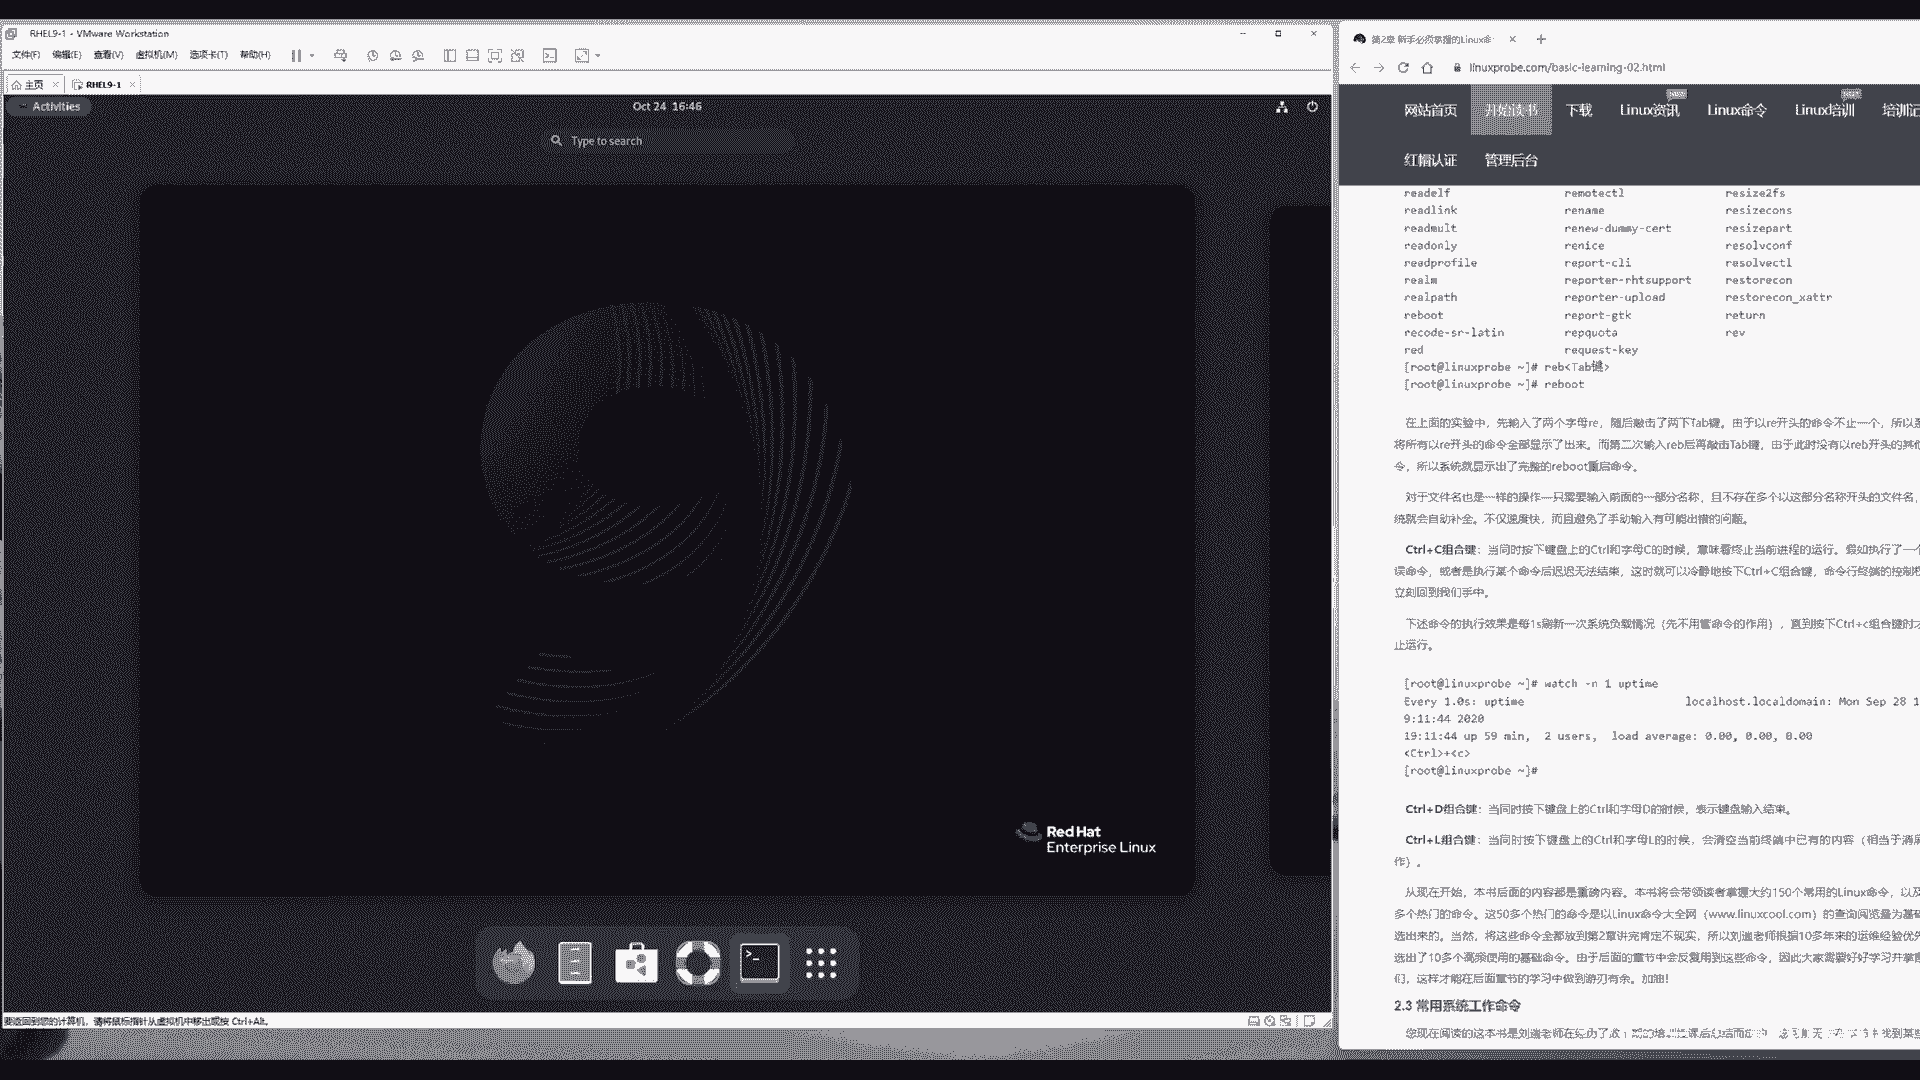 RHEL9-1 - VMware Workstation
文件(F) 编辑(E) 查看(V) 虚拟机(M) 选项卡(T) 帮助(H)
主页 RHEL9-1
Activities
Oct 24 16:46
Type to search
Red Hat
Enterprise Linux
要返回到您的计算机，请将鼠标指针从虚拟机中移出或按 Ctrl+Alt。
第2章 新手必须掌握的Linux命
linuxprobe.com/basic-learning-02.html
网站首页 开始读书 下载 Linux资讯 Linux命令 Linux培训 培训记
红帽认证 管理后台
readelf remotectl resize2fs
readlink rename resizecons
readmult renew-dummy-cert resizepart
readonly renice resolvconf
readprofile report-cli resolvectl
realm reporter-rhtsupport restorecon
realpath reporter-upload restorecon_xattr
reboot report-gtk return
recode-sr-latin repquota rev
red request-key
[root@linuxprobe ~]# reb<Tab键>
[root@linuxprobe ~]# reboot
在上面的实验中，先输入了两个字母re，随后敲击了两下Tab键。由于以re开头的命令不止一个，所以系
将所有以re开头的命令全部显示了出来。而第二次输入reb后再敲击Tab键，由于此时没有以reb开头的其他
令，所以系统就显示出了完整的reboot重启命令。
对于文件名也是一样的操作—只需要输入前面的一部分名称，且不存在多个以这部分名称开头的文件名，
统就会自动补全。不仅速度快，而且避免了手动输入有可能出错的问题。
Ctrl+C组合键：当同时按下键盘上的Ctrl和字母C的时候，意味着终止当前进程的运行。假如执行了一个
误命令，或者是执行某个命令后迟迟无法结束，这时就可以冷静地按下Ctrl+C组合键，命令行终端的控制权
立刻回到我们手中。
下述命令的执行效果是每1s刷新一次系统负载情况（先不用管命令的作用），直到按下Ctrl+c组合键时才
止运行。
[root@linuxprobe ~]# watch -n 1 uptime
Every 1.0s: uptime localhost.localdomain: Mon Sep 28 1
9:11:44 2020
19:11:44 up 59 min, 2 users, load average: 0.00, 0.00, 0.00
<Ctrl>+<c>
[root@linuxprobe ~]#
Ctrl+D组合键：当同时按下键盘上的Ctrl和字母D的时候，表示键盘输入结束。
Ctrl+L组合键：当同时按下键盘上的Ctrl和字母L的时候，会清空当前终端中已有的内容（相当于清屏
作）。
从现在开始，本书后面的内容都是重磅内容。本书将会带领读者掌握大约150个常用的Linux命令，以及
多个热门的命令。这50多个热门的命令是以Linux命令大全网（www.linuxcool.com）的查询阅览量为基础
选出来的。当然，将这些命令全都放到第2章讲完肯定不现实，所以刘遄老师根据10多年来的运维经验优先
选出了10多个高频使用的基础命令。由于后面的章节中会反复用到这些命令，因此大家需要好好学习并掌握
们，这样才能在后面章节的学习中做到游刃有余。加油！
2.3 常用系统工作命令
您现在阅读的这本书是刘遄老师在